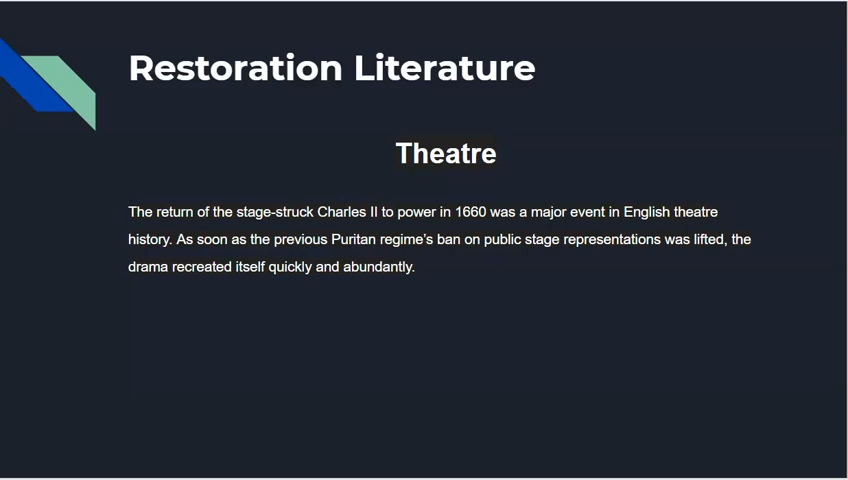 Restoration Literature
Theatre
The return of the stage-struck Charles II to power in 1660 was a major event in English theatre
history. As soon as the previous Puritan regime’s ban on public stage representations was lifted, the
drama recreated itself quickly and abundantly.